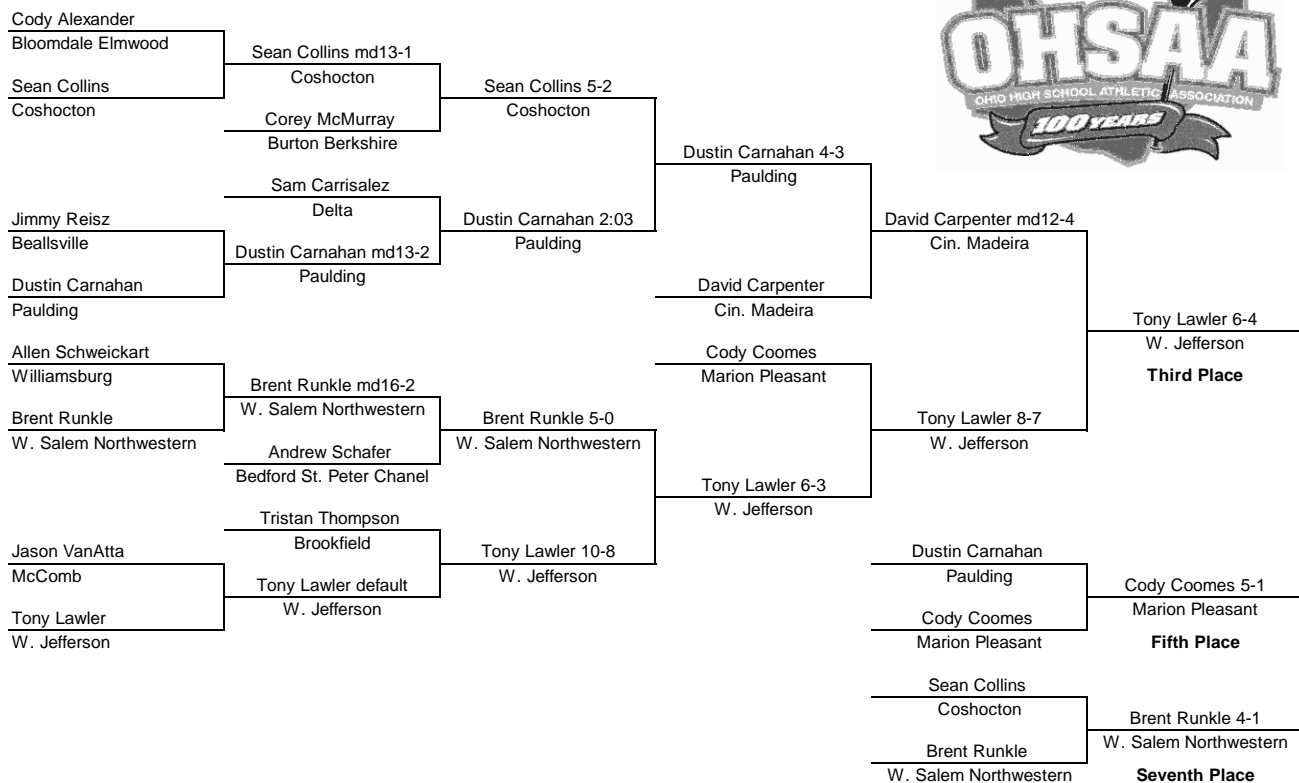 Cody Alexander
Bloomdale Elmwood
Sean Collins
Coshocton
Jimmy Reisz
Beallsville
Dustin Carnahan
Paulding
Allen Schweickart
Williamsburg
Brent Runkle
W. Salem Northwestern
Jason VanAtta
McComb
Tony Lawler
W. Jefferson
Sean Collins md13-1
Coshocton
Corey McMurray
Burton Berkshire
Sam Carrisalez
Delta
Dustin Carnahan md13-2
Paulding
Brent Runkle md16-2
W. Salem Northwestern
Andrew Schafer
Bedford St. Peter Chanel
Tristan Thompson
Brookfield
Tony Lawler default
W. Jefferson
Sean Collins 5-2
Coshocton
Dustin Carnahan 2:03
Paulding
Brent Runkle 5-0
W. Salem Northwestern
Tony Lawler 10-8
W. Jefferson
Dustin Carnahan 4-3
Paulding
David Carpenter
Cin. Madeira
Cody Coomes
Marion Pleasant
Tony Lawler 6-3
W. Jefferson
David Carpenter md12-4
Cin. Madeira
Tony Lawler 8-7
W. Jefferson
Tony Lawler 6-4
W. Jefferson
Third Place
Dustin Carnahan
Paulding
Cody Coomes
Marion Pleasant
Cody Coomes 5-1
Marion Pleasant
Fifth Place
Sean Collins
Coshocton
Brent Runkle
W. Salem Northwestern
Brent Runkle 4-1
W. Salem Northwestern
Seventh Place
OHSAA
OHIO HIGH SCHOOL ATHLETIC ASSOCIATION
100 YEARS